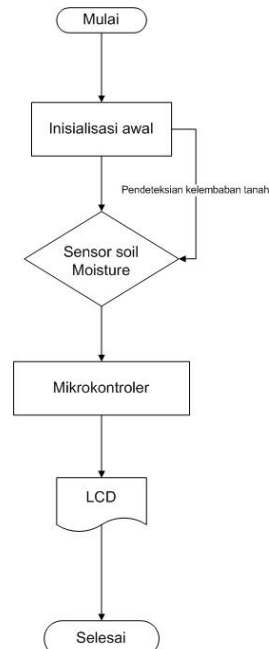 Mulai
Inisialisasi awal
Pendeteksian kelembaban tanah
Sensor soil
Moisture
Mikrokontroler
LCD
Selesai